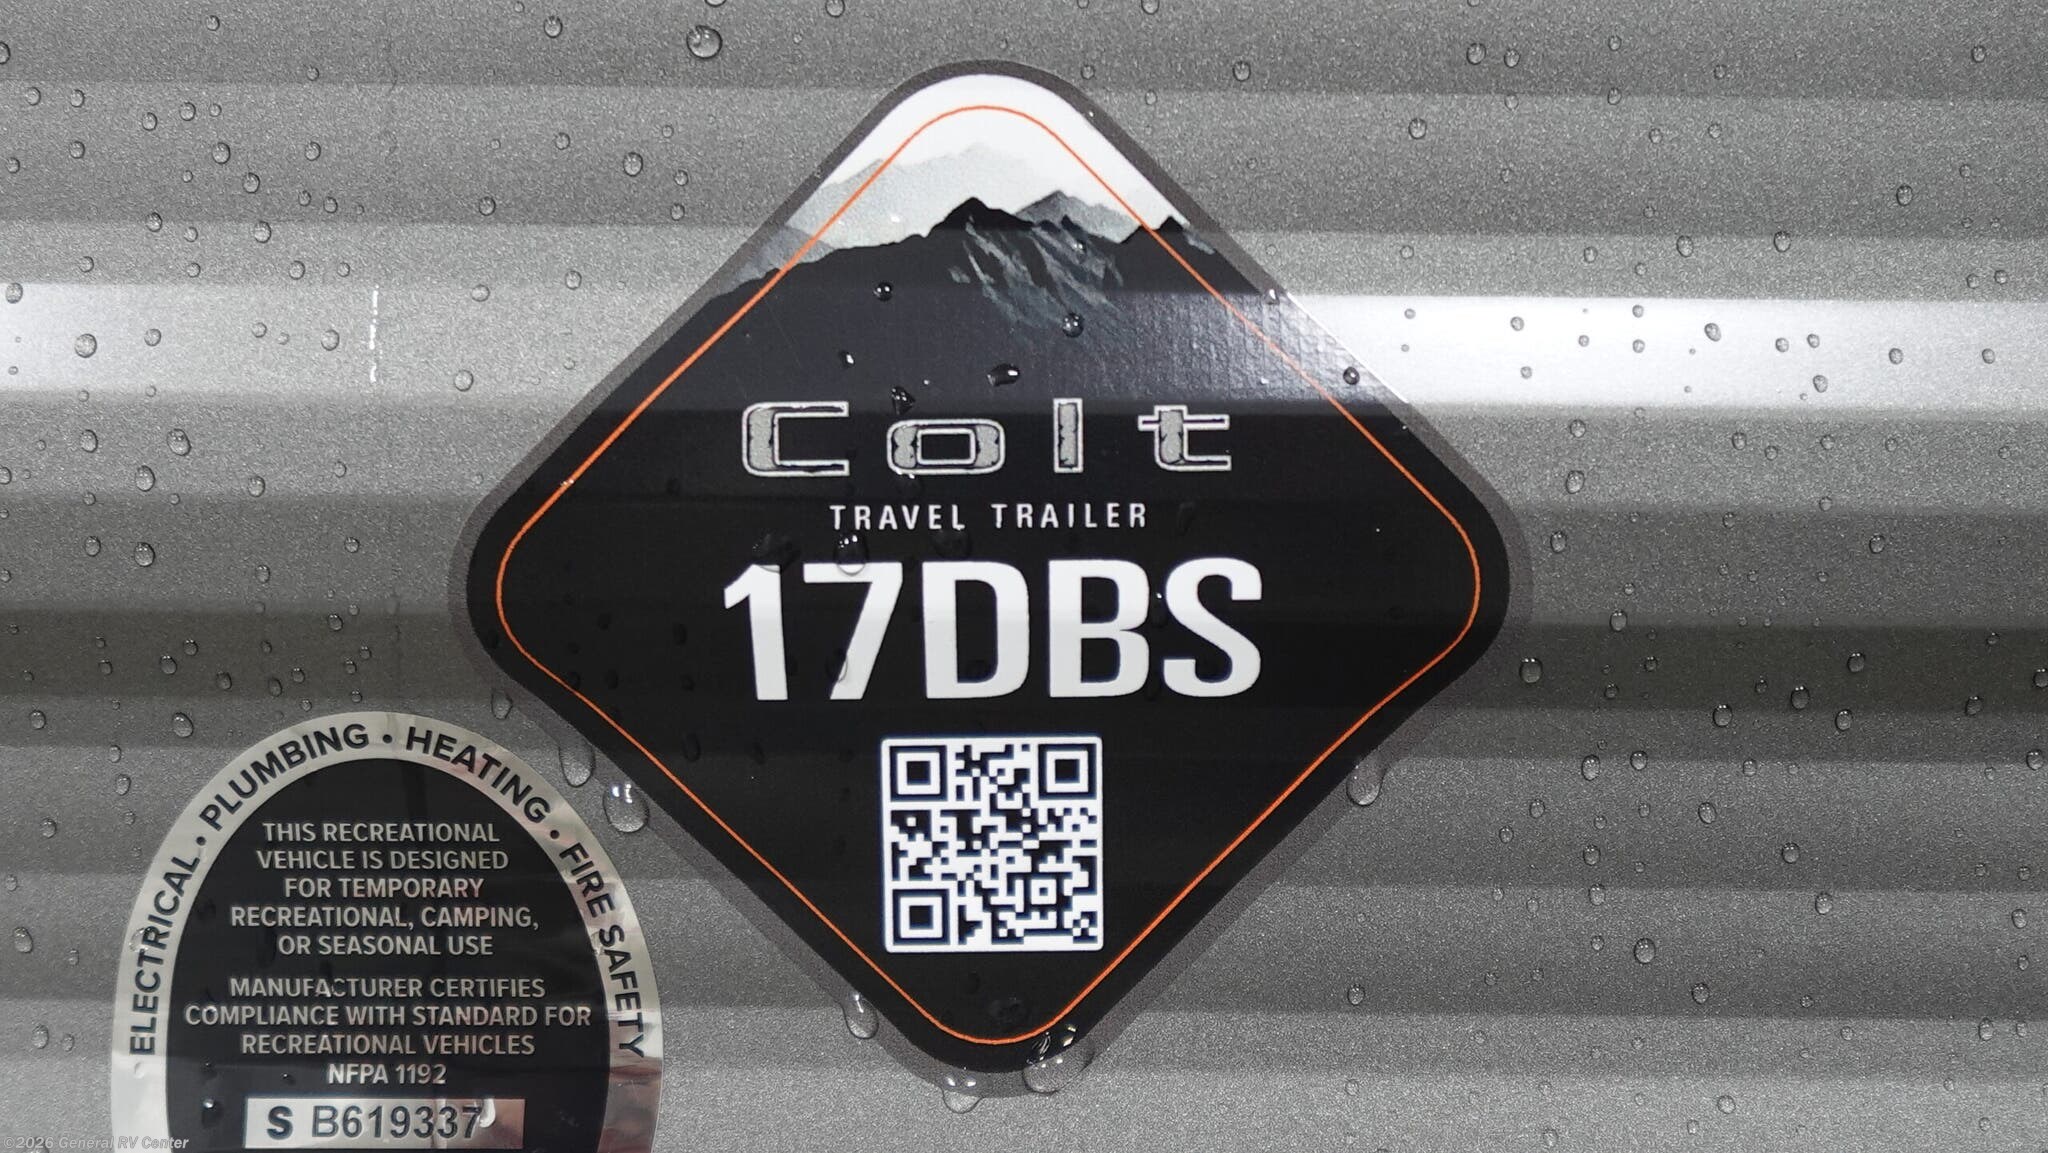 Colt
TRAVEL TRAILER
17DBS
ELECTRICAL • PLUMBING • HEATING • FIRE SAFETY
THIS RECREATIONAL
VEHICLE IS DESIGNED
FOR TEMPORARY
RECREATIONAL, CAMPING,
OR SEASONAL USE
MANUFACTURER CERTIFIES
COMPLIANCE WITH STANDARD FOR
RECREATIONAL VEHICLES
NFPA 1192
S B619337
©2026 General RV Center